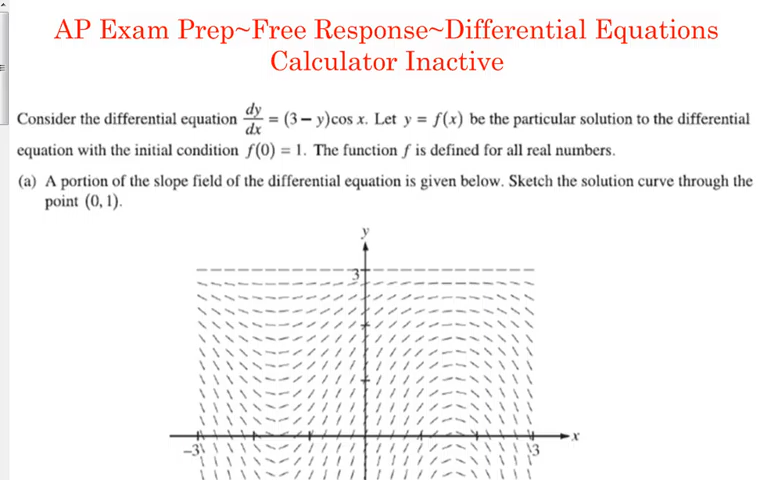 AP Exam Prep~Free Response~Differential Equations
Calculator Inactive
Consider the differential equation dy/dx = (3 − y)cos x. Let y = f(x) be the particular solution to the differential
equation with the initial condition f(0) = 1. The function f is defined for all real numbers.
(a) A portion of the slope field of the differential equation is given below. Sketch the solution curve through the
point (0, 1).
y
3
x
−3
3